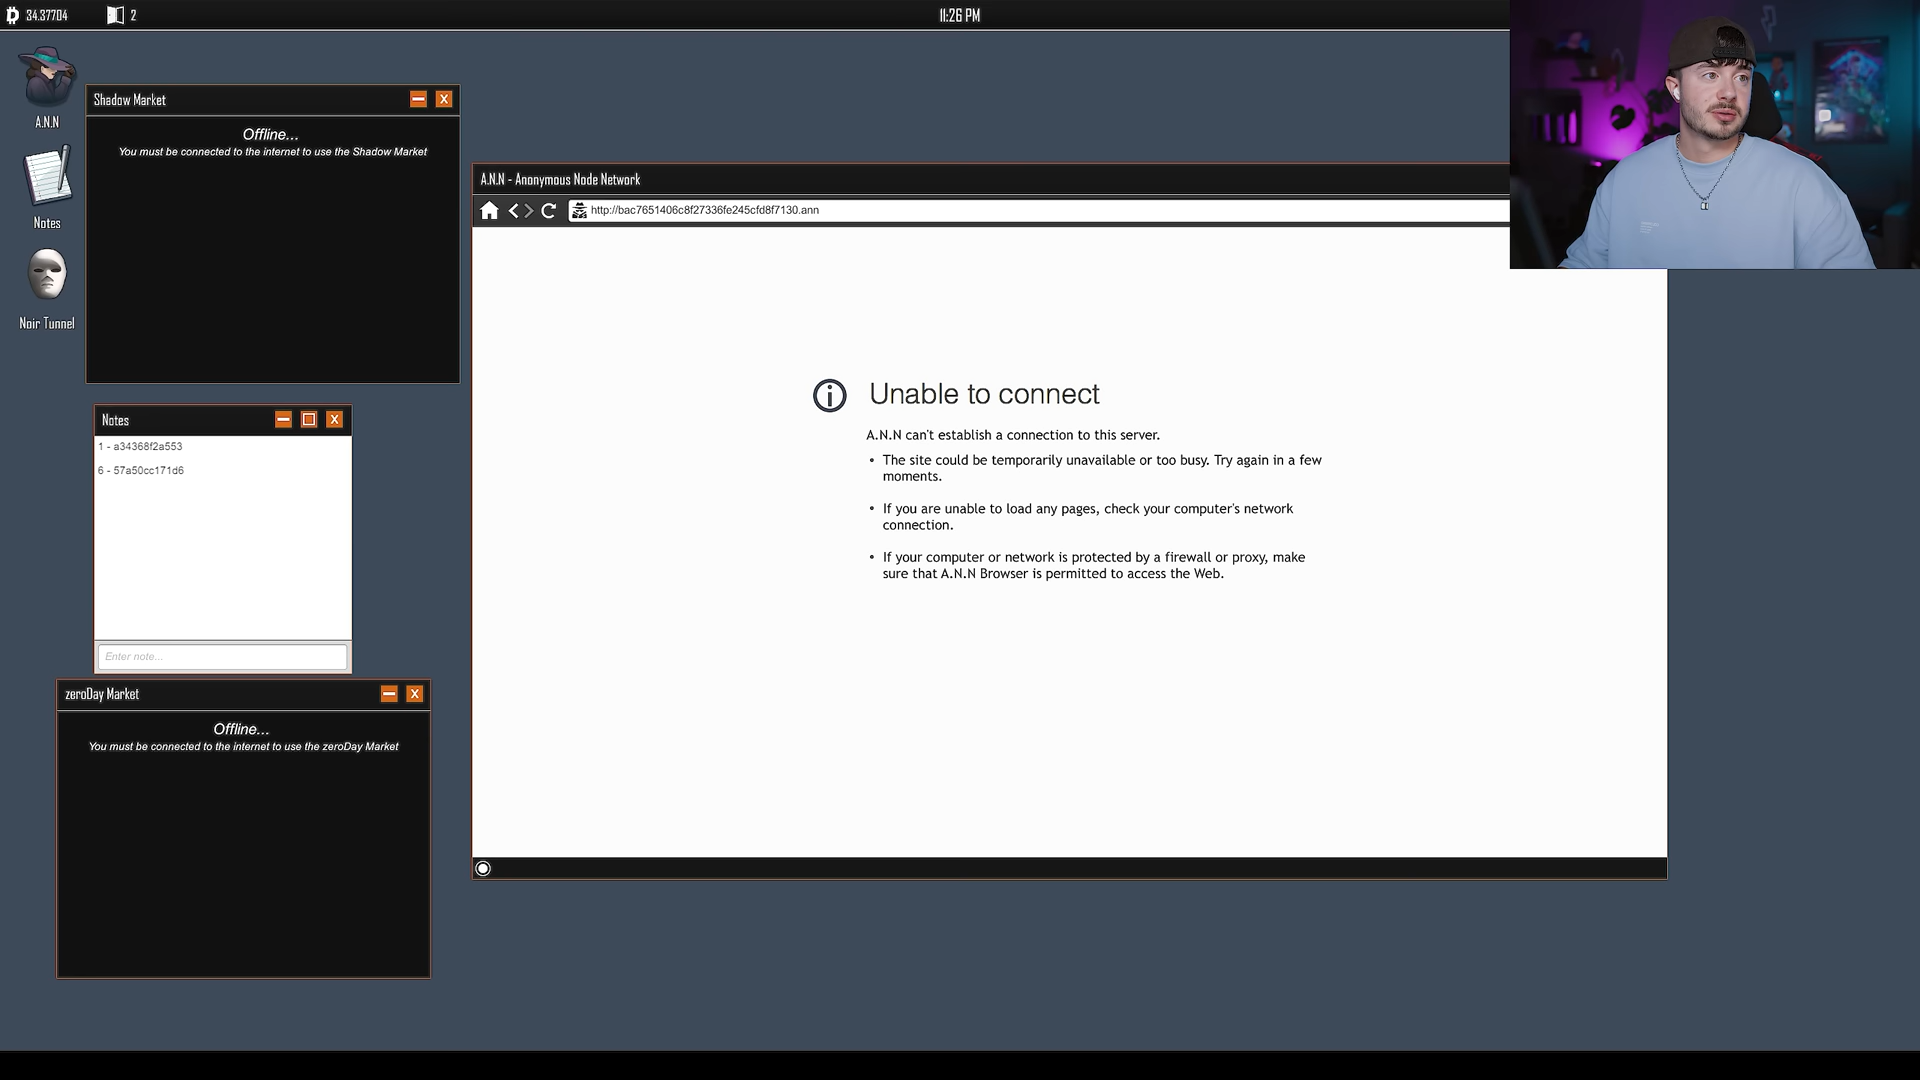 34.37704
2
11:26 PM
A.N.N
Notes
Noir Tunnel
Shadow Market
Offline...
You must be connected to the internet to use the Shadow Market
A.N.N - Anonymous Node Network
http://bac7651406c8f27336fe245cfd8f7130.ann
Unable to connect
A.N.N can't establish a connection to this server.
• The site could be temporarily unavailable or too busy. Try again in a few
moments.
• If you are unable to load any pages, check your computer's network
connection.
• If your computer or network is protected by a firewall or proxy, make
sure that A.N.N Browser is permitted to access the Web.
Notes
1 - a34368f2a553
6 - 57a50cc171d6
Enter note...
zeroDay Market
Offline...
You must be connected to the internet to use the zeroDay Market